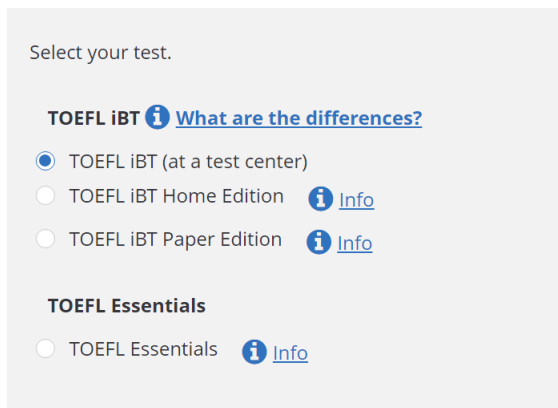 Select your test.
TOEFL iBT i What are the differences?
TOEFL iBT (at a test center)
TOEFL iBT Home Edition i Info
TOEFL iBT Paper Edition i Info
TOEFL Essentials
TOEFL Essentials i Info